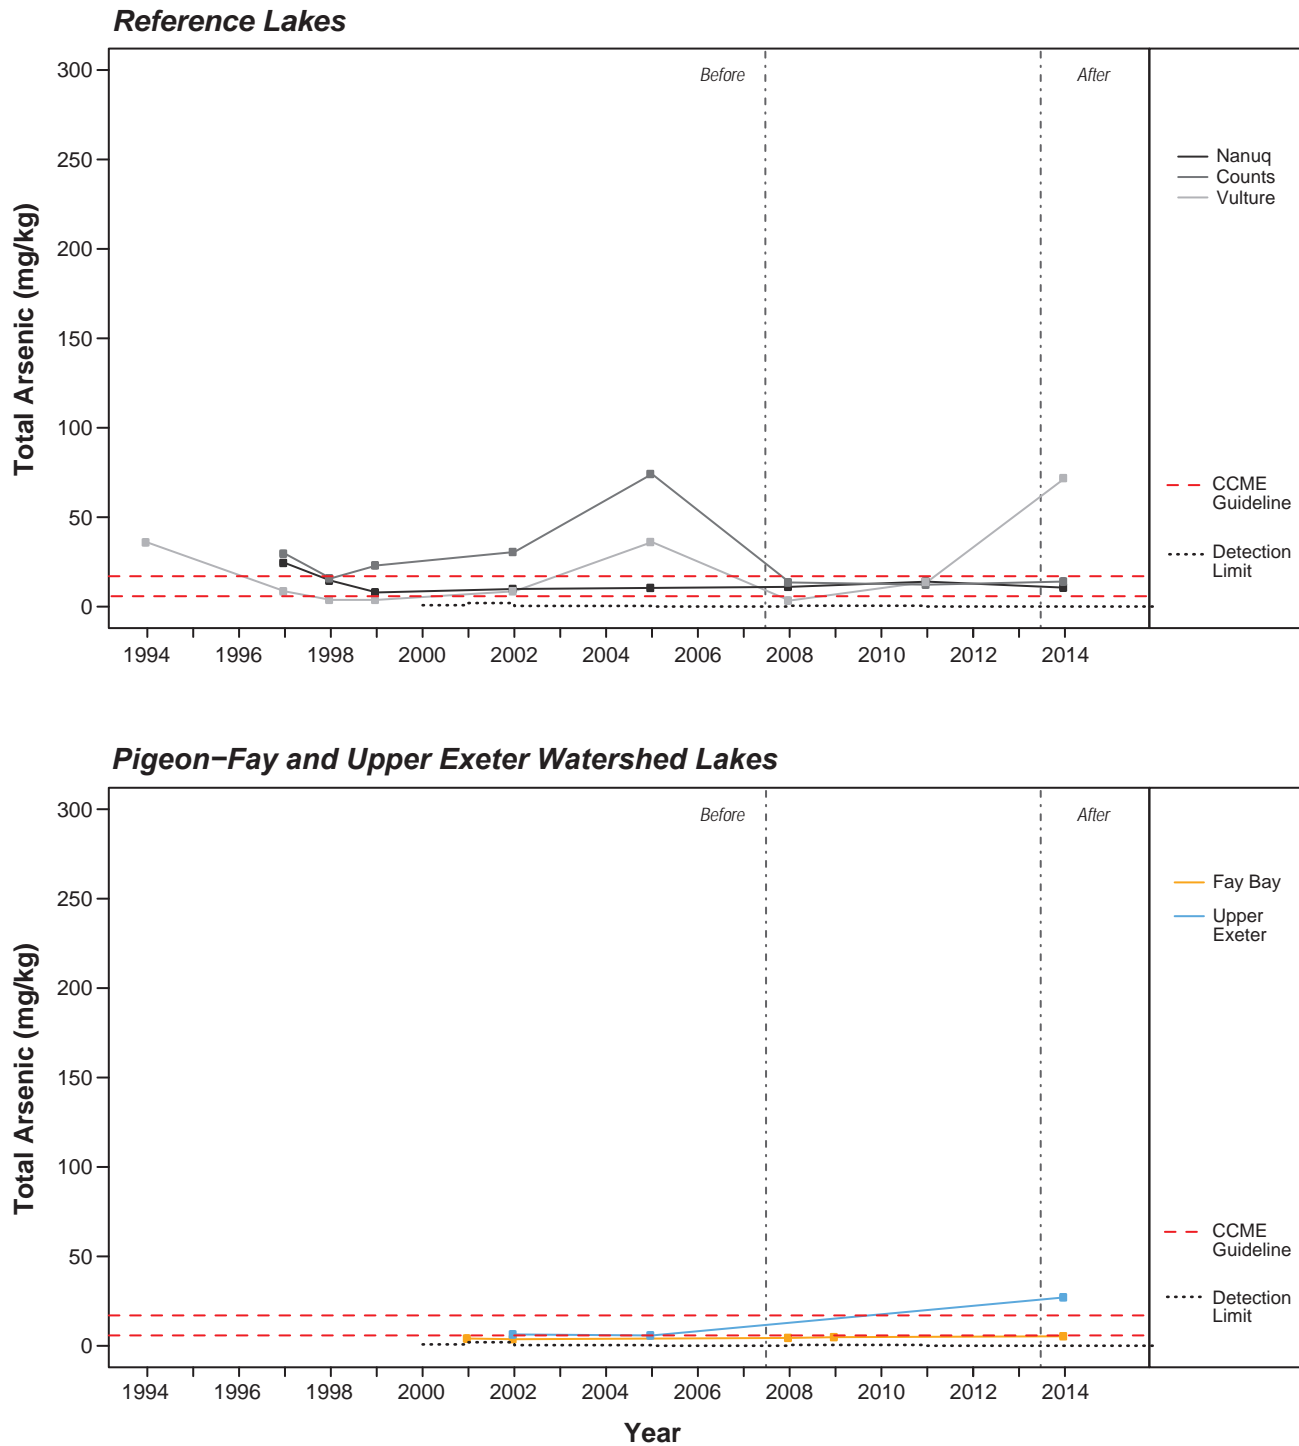 Reference Lakes
Total Arsenic (mg/kg)
300
250
200
150
100
50
0
Before
After
Nanuq
Counts
Vulture
CCME
Guideline
Detection
Limit
1994 1996 1998 2000 2002 2004 2006 2008 2010 2012 2014
Pigeon−Fay and Upper Exeter Watershed Lakes
Total Arsenic (mg/kg)
300
250
200
150
100
50
0
Before
After
Fay Bay
Upper
Exeter
CCME
Guideline
Detection
Limit
1994 1996 1998 2000 2002 2004 2006 2008 2010 2012 2014
Year